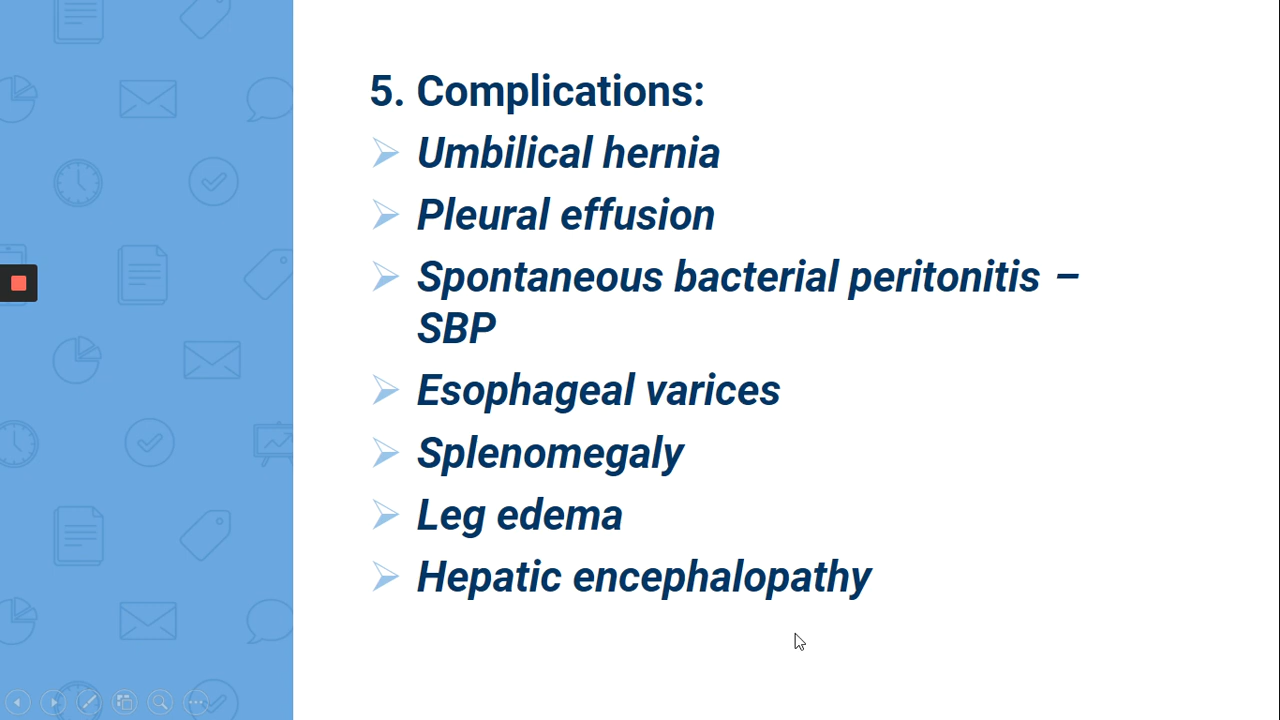 5. Complications:
Umbilical hernia
Pleural effusion
Spontaneous bacterial peritonitis –
SBP
Esophageal varices
Splenomegaly
Leg edema
Hepatic encephalopathy